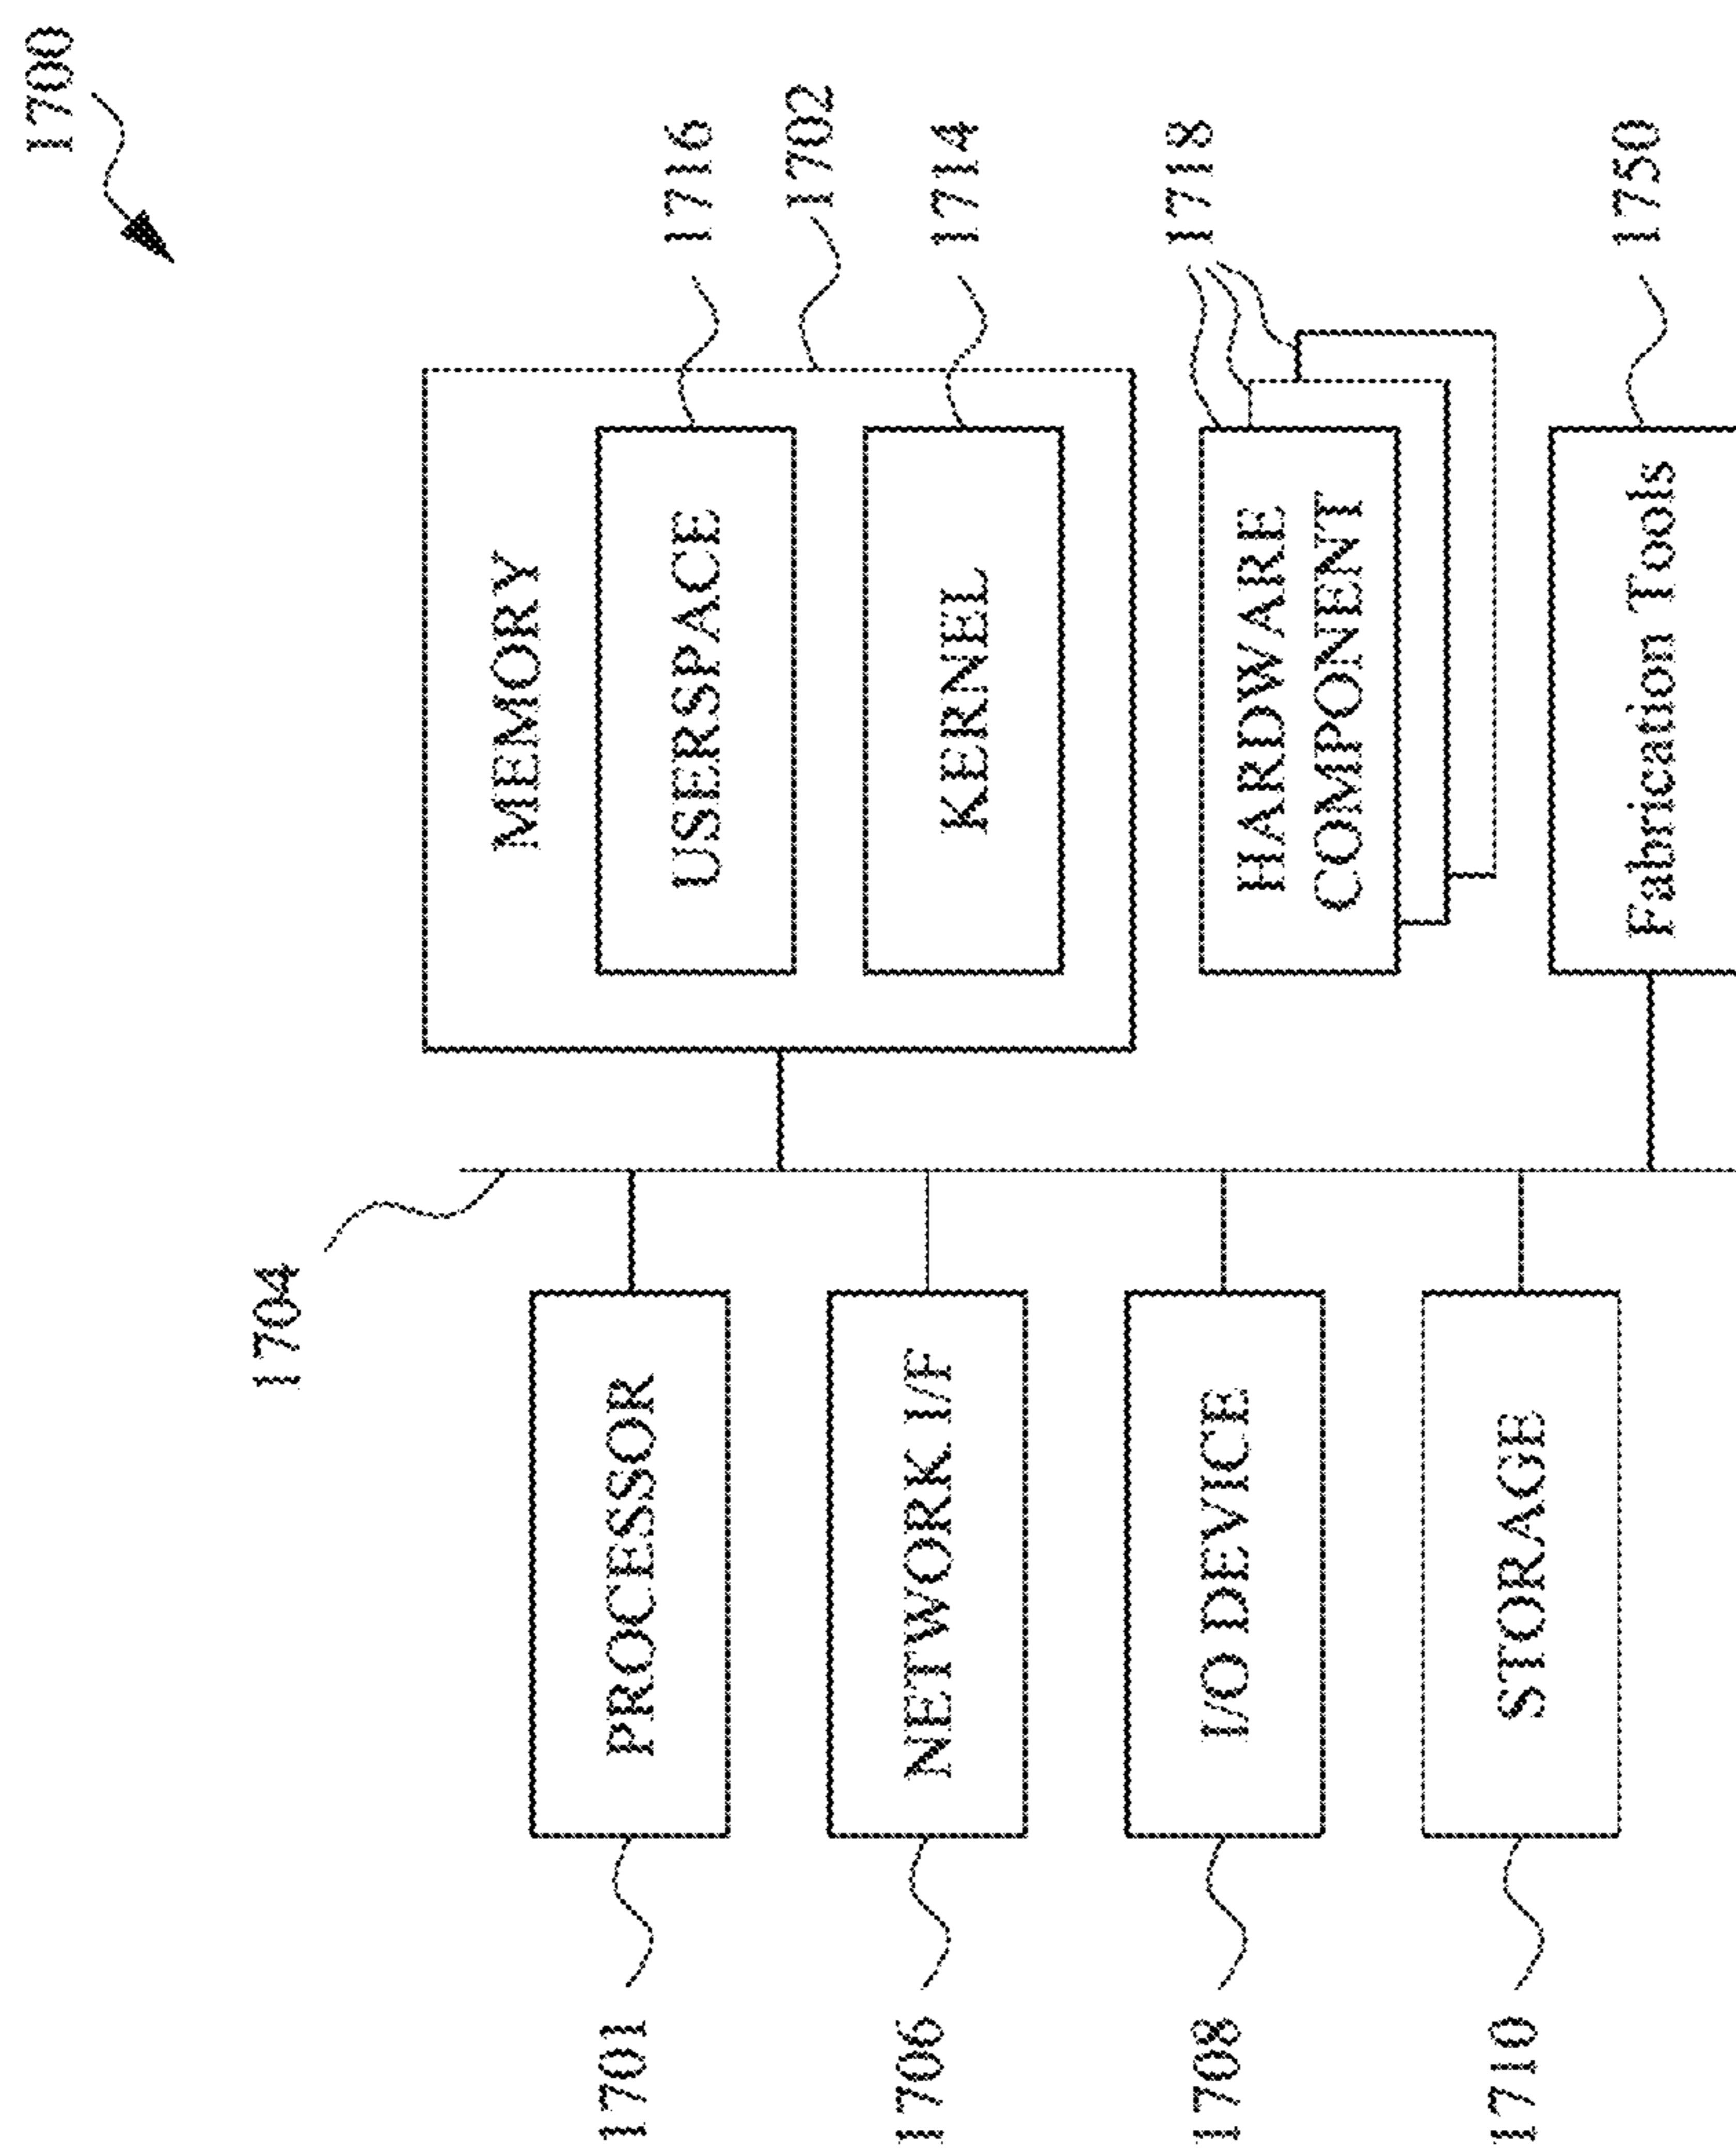 1700
MEMORY
1716
USERSPACE
1702
1714
KERNEL
1718
HARDWARE
COMPONENT
1750
Fabrication Tools
1704
1701
PROCESSOR
1706
NETWORK I/F
1708
I/O DEVICE
1710
STORAGE